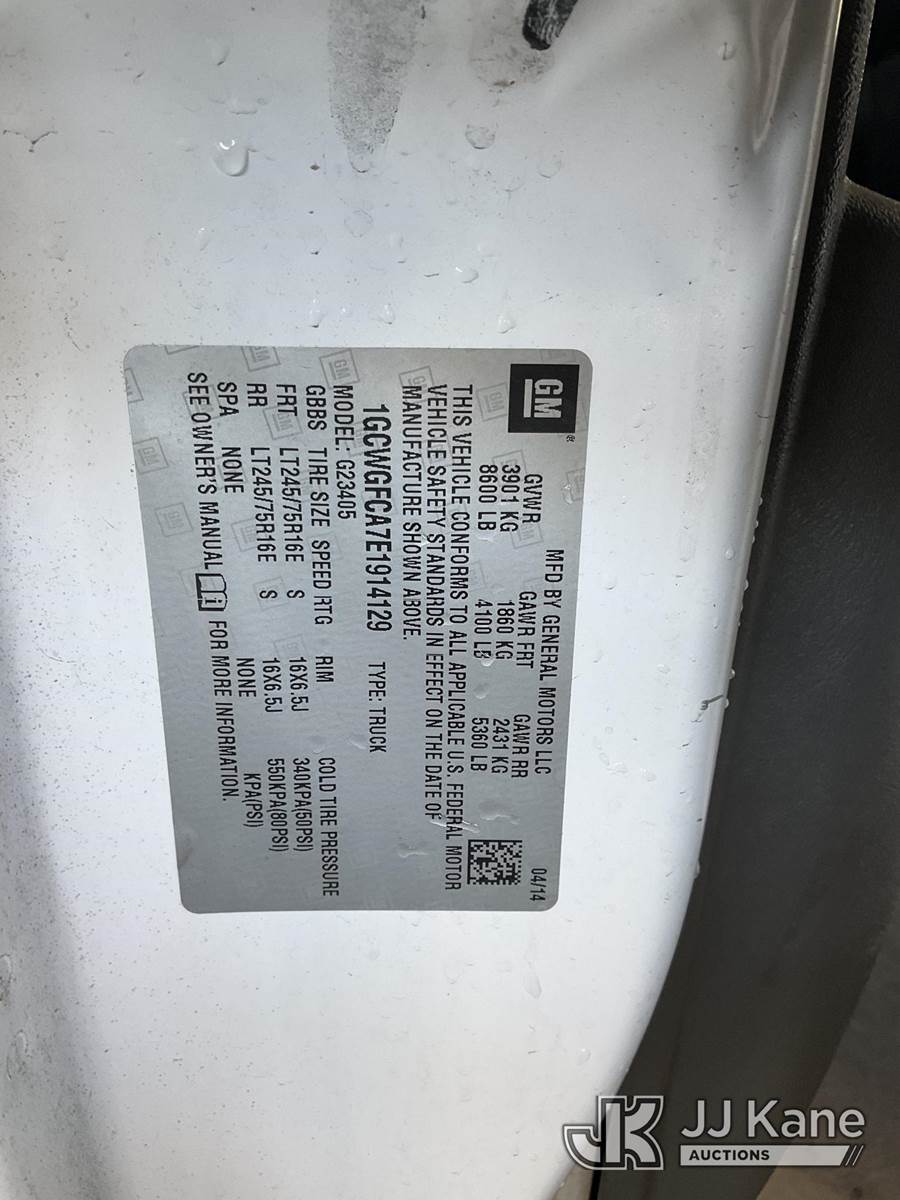 GM
MFD BY GENERAL MOTORS LLC 04/14
GVWR GAWR FRT GAWR RR
3901 KG 1860 KG 2431 KG
8600 LB 4100 LB 5360 LB
THIS VEHICLE CONFORMS TO ALL APPLICABLE U.S. FEDERAL MOTOR
VEHICLE SAFETY STANDARDS IN EFFECT ON THE DATE OF
MANUFACTURE SHOWN ABOVE.
1GCWGFCA7E1914129 TYPE: TRUCK
MODEL: G23405
GBBS TIRE SIZE SPEED RTG RIM COLD TIRE PRESSURE
FRT LT245/75R16E S 16X6.5J 340KPA(50PSI)
RR LT245/75R16E S 16X6.5J 550KPA(80PSI)
SPA NONE NONE KPA(PSI)
SEE OWNER'S MANUAL FOR MORE INFORMATION.
JK JJ Kane
AUCTIONS